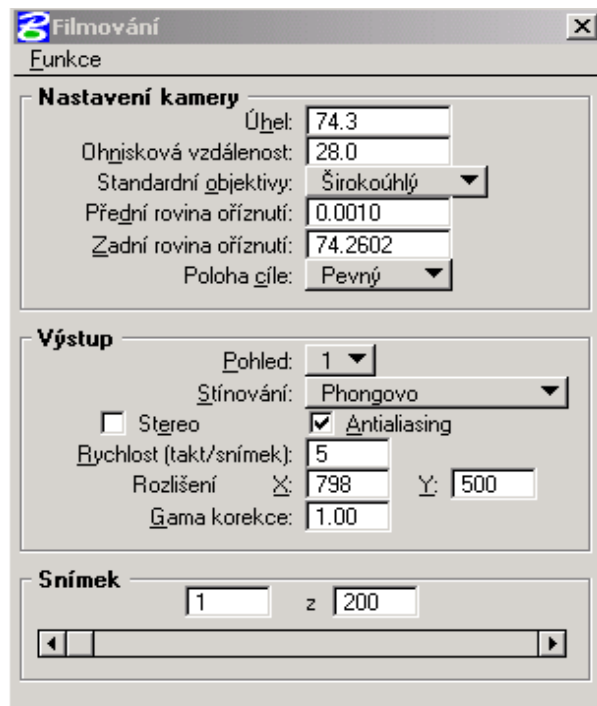 Filmování
Funkce
Nastavení kamery
Úhel: 74.3
Ohnisková vzdálenost: 28.0
Standardní objektivy: Širokoúhlý
Přední rovina oříznutí: 0.0010
Zadní rovina oříznutí: 74.2602
Poloha cíle: Pevný
Výstup
Pohled: 1
Stínování: Phongovo
Stereo Antialiasing
Rychlost (takt/snímek): 5
Rozlišení X: 798 Y: 500
Gama korekce: 1.00
Snímek
1 z 200